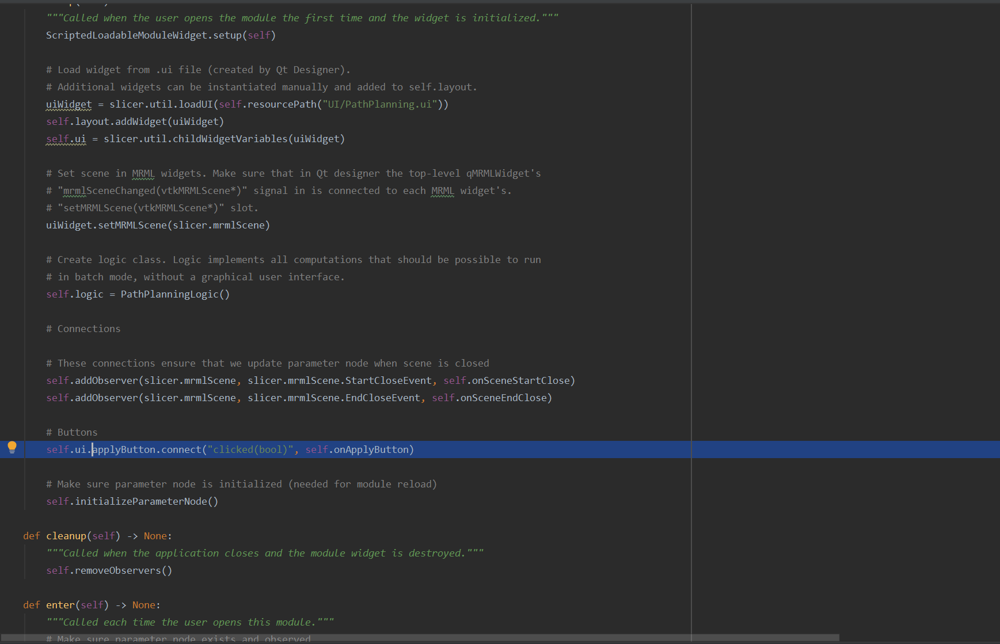 """Called when the user opens the module the first time and the widget is initialized."""
ScriptedLoadableModuleWidget.setup(self)
# Load widget from .ui file (created by Qt Designer).
# Additional widgets can be instantiated manually and added to self.layout.
uiWidget = slicer.util.loadUI(self.resourcePath("UI/PathPlanning.ui"))
self.layout.addWidget(uiWidget)
self.ui = slicer.util.childWidgetVariables(uiWidget)
# Set scene in MRML widgets. Make sure that in Qt designer the top-level qMRMLWidget's
# "mrmlSceneChanged(vtkMRMLScene*)" signal in is connected to each MRML widget's.
# "setMRMLScene(vtkMRMLScene*)" slot.
uiWidget.setMRMLScene(slicer.mrmlScene)
# Create logic class. Logic implements all computations that should be possible to run
# in batch mode, without a graphical user interface.
self.logic = PathPlanningLogic()
# Connections
# These connections ensure that we update parameter node when scene is closed
self.addObserver(slicer.mrmlScene, slicer.mrmlScene.StartCloseEvent, self.onSceneStartClose)
self.addObserver(slicer.mrmlScene, slicer.mrmlScene.EndCloseEvent, self.onSceneEndClose)
# Buttons
self.ui.applyButton.connect("clicked(bool)", self.onApplyButton)
# Make sure parameter node is initialized (needed for module reload)
self.initializeParameterNode()
def cleanup(self) -> None:
"""Called when the application closes and the module widget is destroyed."""
self.removeObservers()
def enter(self) -> None:
"""Called each time the user opens this module."""
# Make sure parameter node exists and observed